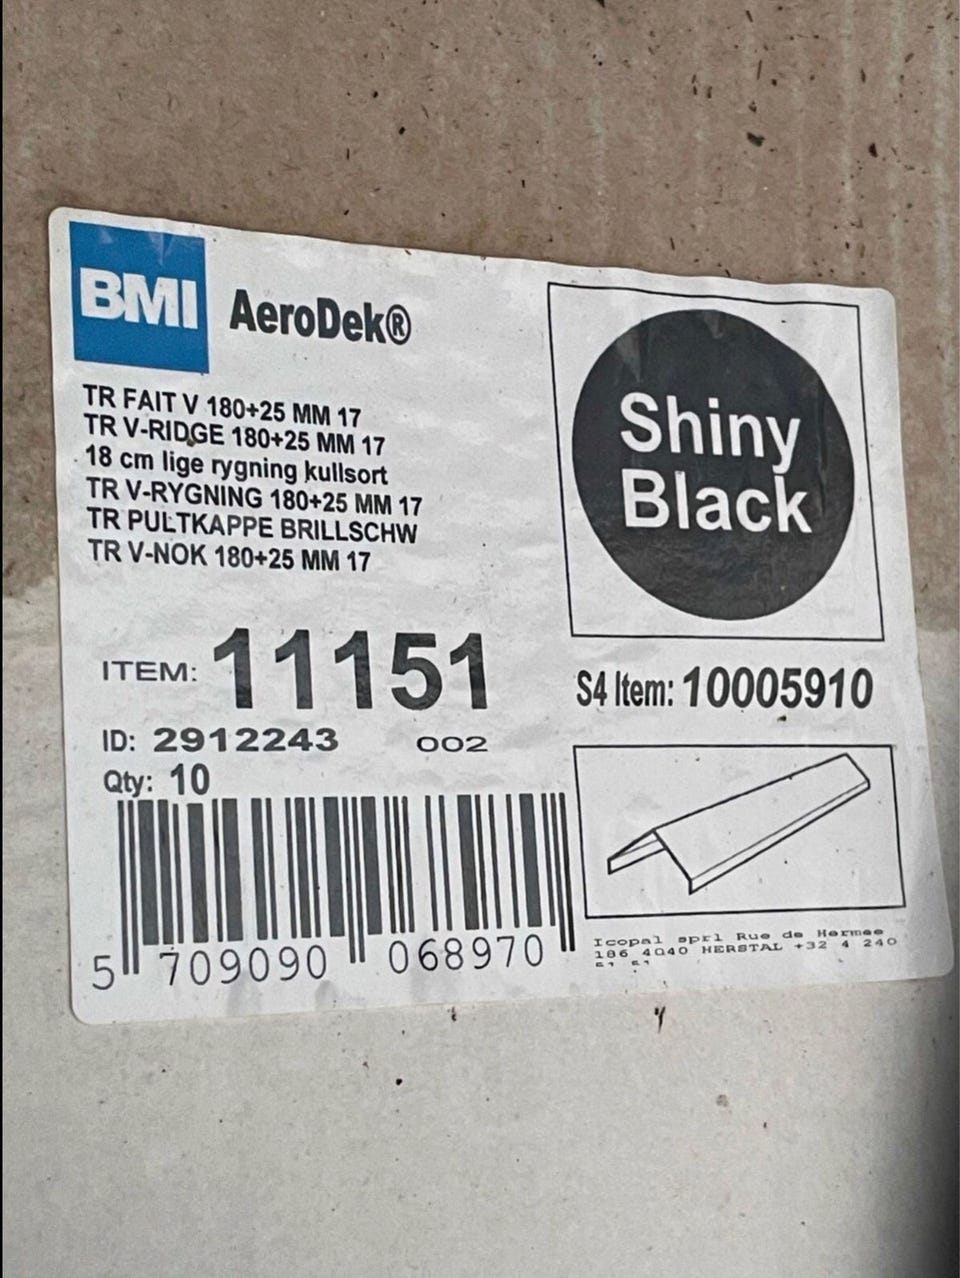 BMI
AeroDek®
Shiny
Black
TR FAIT V 180+25 MM 17
TR V-RIDGE 180+25 MM 17
18 cm lige rygning kullsort
TR V-RYGNING 180+25 MM 17
TR PULTKAPPE BRILLSCHW
TR V-NOK 180+25 MM 17
ITEM: 11151
S4 Item: 10005910
ID: 2912243 002
Qty: 10
5 709090 068970
Icopal sprl Rue de Hermee
186 4040 HERSTAL +32 4 240